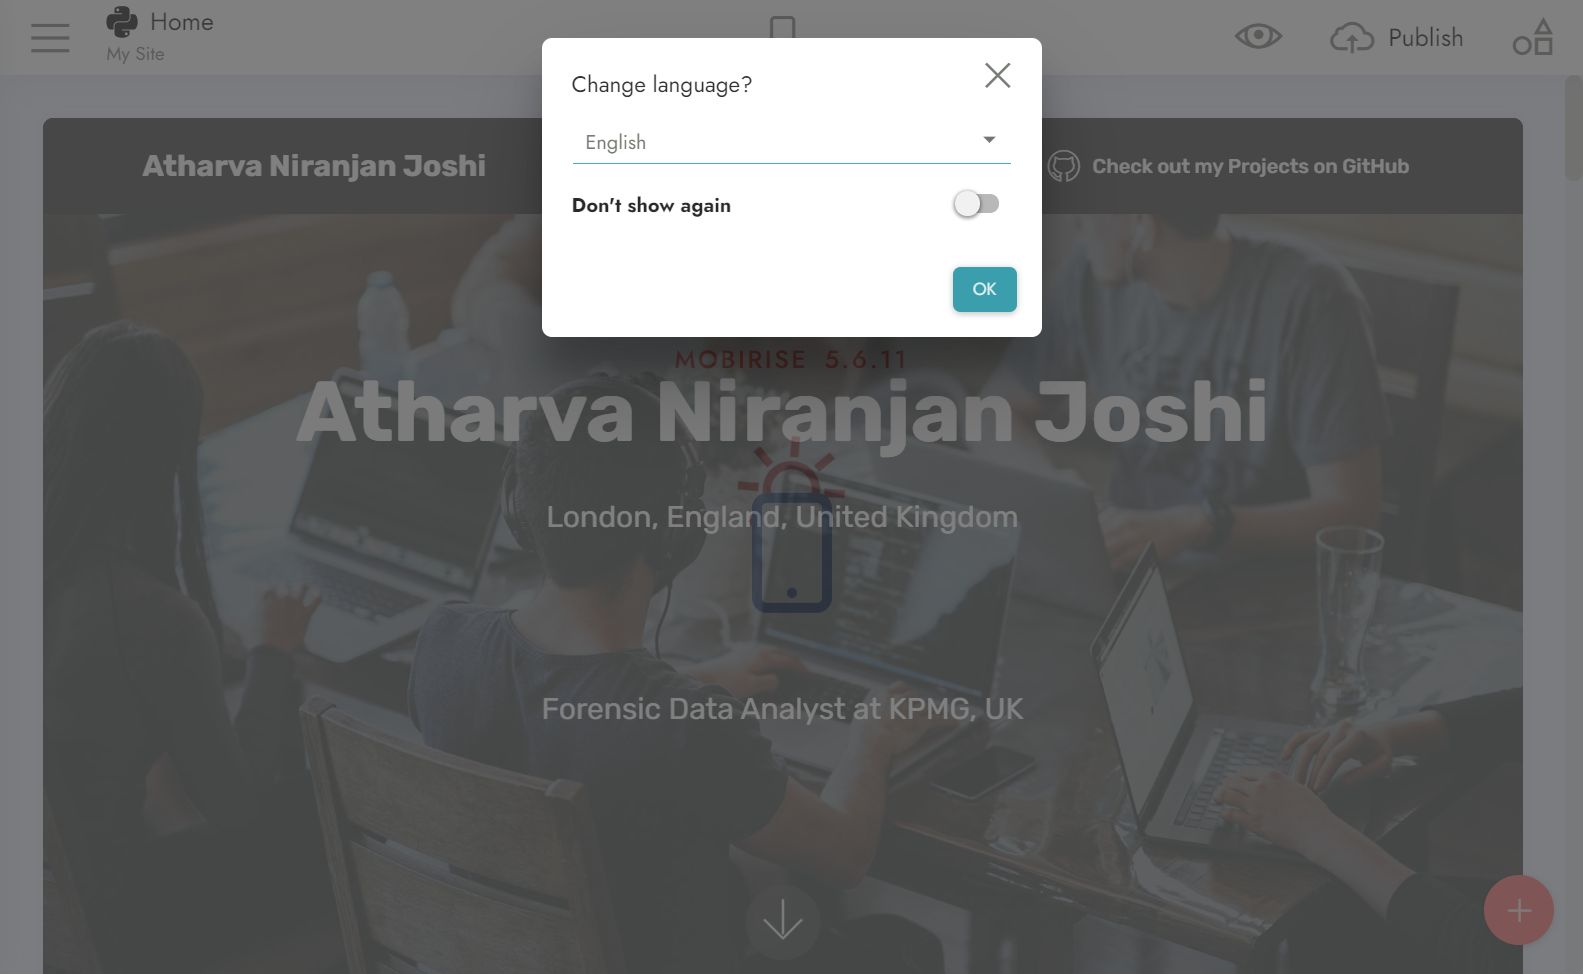 Home
My Site
Publish
Change language?
English
Don't show again
OK
Atharva Niranjan Joshi
Check out my Projects on GitHub
MOBIRISE 5.6.11
Atharva Niranjan Joshi
London, England, United Kingdom
Forensic Data Analyst at KPMG, UK